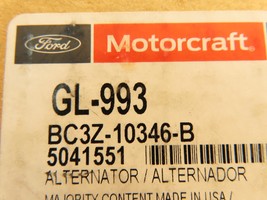 Ford Motorcraft
GL-993
BC3Z-10346-B
5041551
ALTERNATOR / ALTERNADOR
MAJORITY CONTENT MADE IN USA /